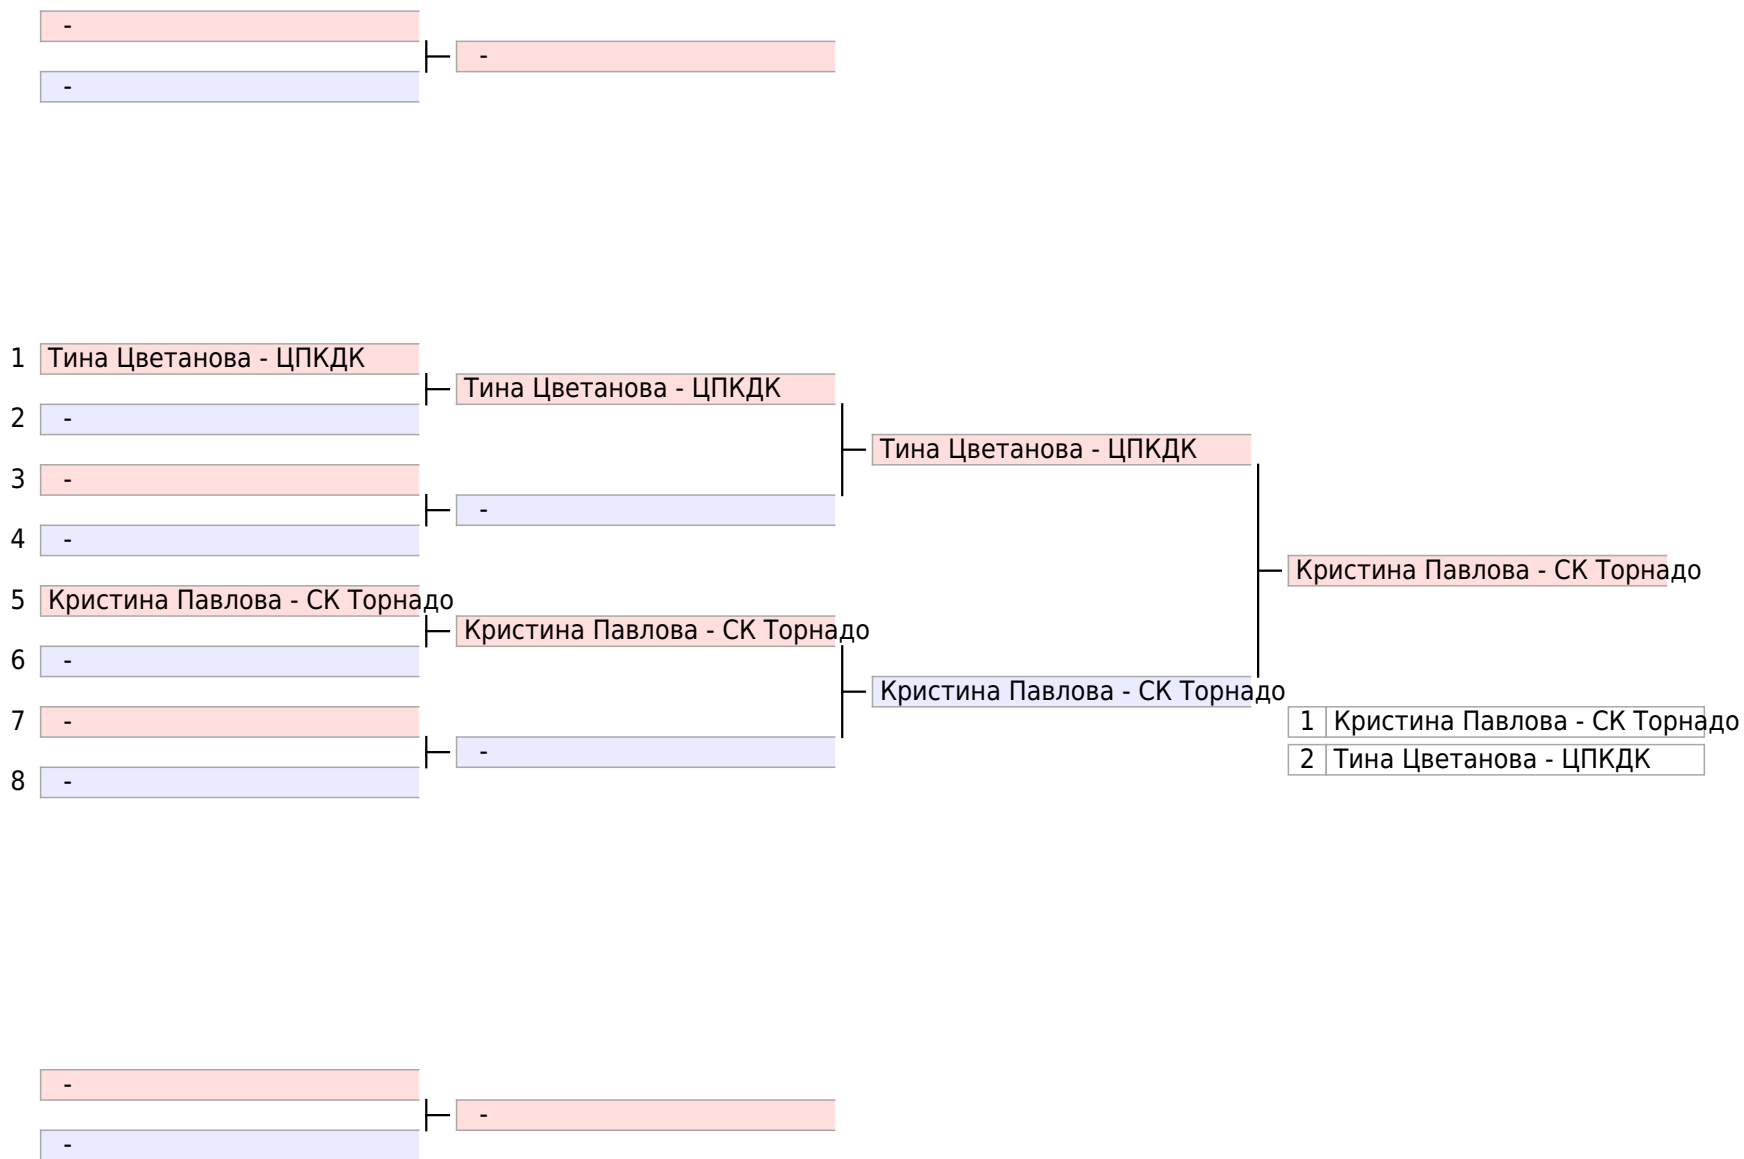 -
-
-
1 Тина Цветанова - ЦПКДК
Тина Цветанова - ЦПКДК
2 -
Тина Цветанова - ЦПКДК
3 -
-
4 -
Кристина Павлова - СК Торнадо
5 Кристина Павлова - СК Торнадо
Кристина Павлова - СК Торнадо
6 -
Кристина Павлова - СК Торнадо
7 -
1 Кристина Павлова - СК Торнадо
-
2 Тина Цветанова - ЦПКДК
8 -
-
-
-